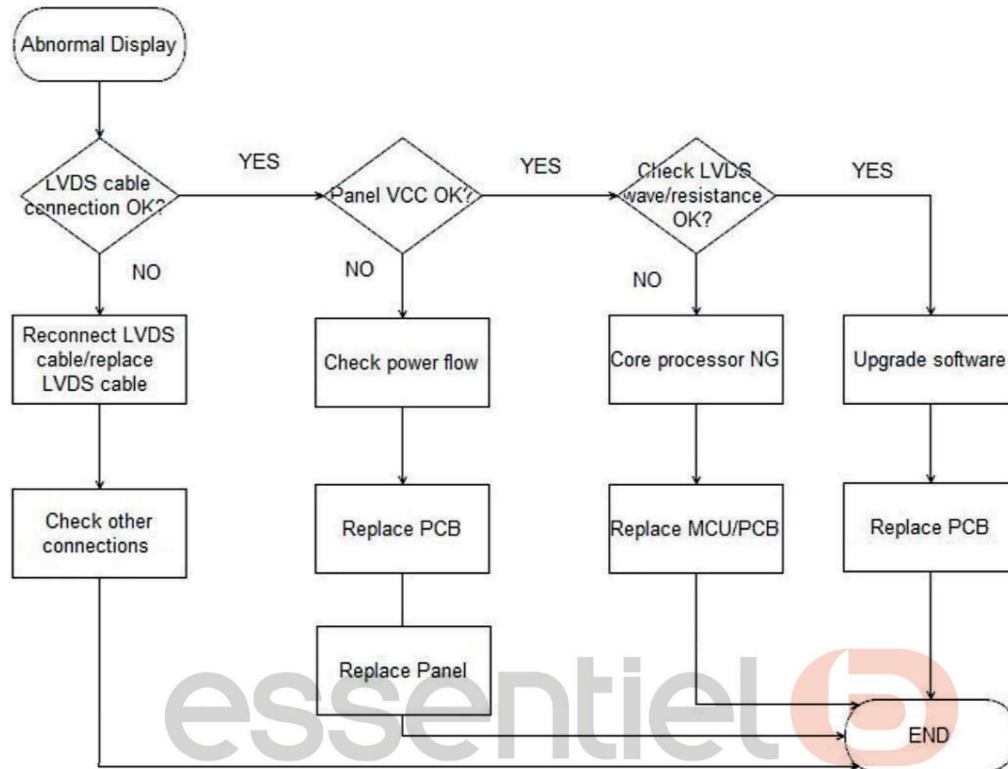 Abnormal Display
LVDS cable
connection OK?
YES
NO
Panel VCC OK?
YES
NO
Check LVDS
wave/resistance
OK?
YES
NO
Reconnect LVDS
cable/replace
LVDS cable
Check power flow
Core processor NG
Upgrade software
Check other
connections
Replace PCB
Replace MCU/PCB
Replace PCB
Replace Panel
essentiel b
END